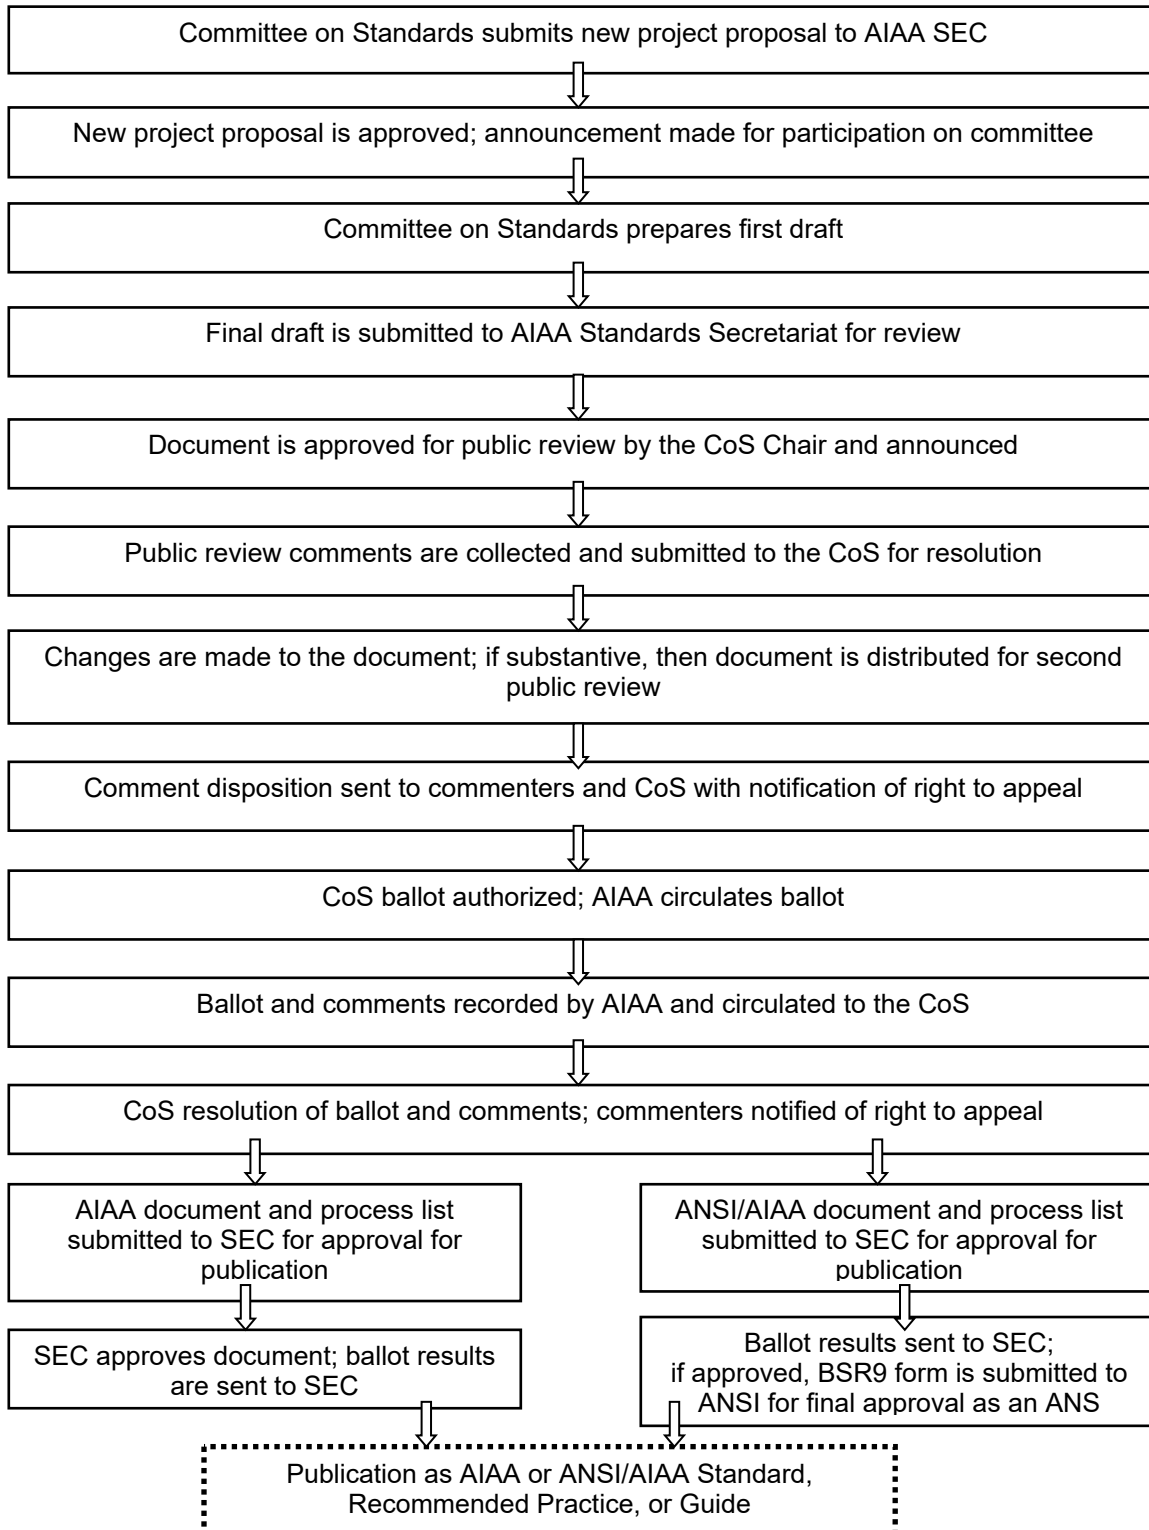 Committee on Standards submits new project proposal to AIAA SEC
New project proposal is approved; announcement made for participation on committee
Committee on Standards prepares first draft
Final draft is submitted to AIAA Standards Secretariat for review
Document is approved for public review by the CoS Chair and announced
Public review comments are collected and submitted to the CoS for resolution
Changes are made to the document; if substantive, then document is distributed for second
public review
Comment disposition sent to commenters and CoS with notification of right to appeal
CoS ballot authorized; AIAA circulates ballot
Ballot and comments recorded by AIAA and circulated to the CoS
CoS resolution of ballot and comments; commenters notified of right to appeal
AIAA document and process list
submitted to SEC for approval for
publication
ANSI/AIAA document and process list
submitted to SEC for approval for
publication
SEC approves document; ballot results
are sent to SEC
Ballot results sent to SEC;
if approved, BSR9 form is submitted to
ANSI for final approval as an ANS
Publication as AIAA or ANSI/AIAA Standard,
Recommended Practice, or Guide